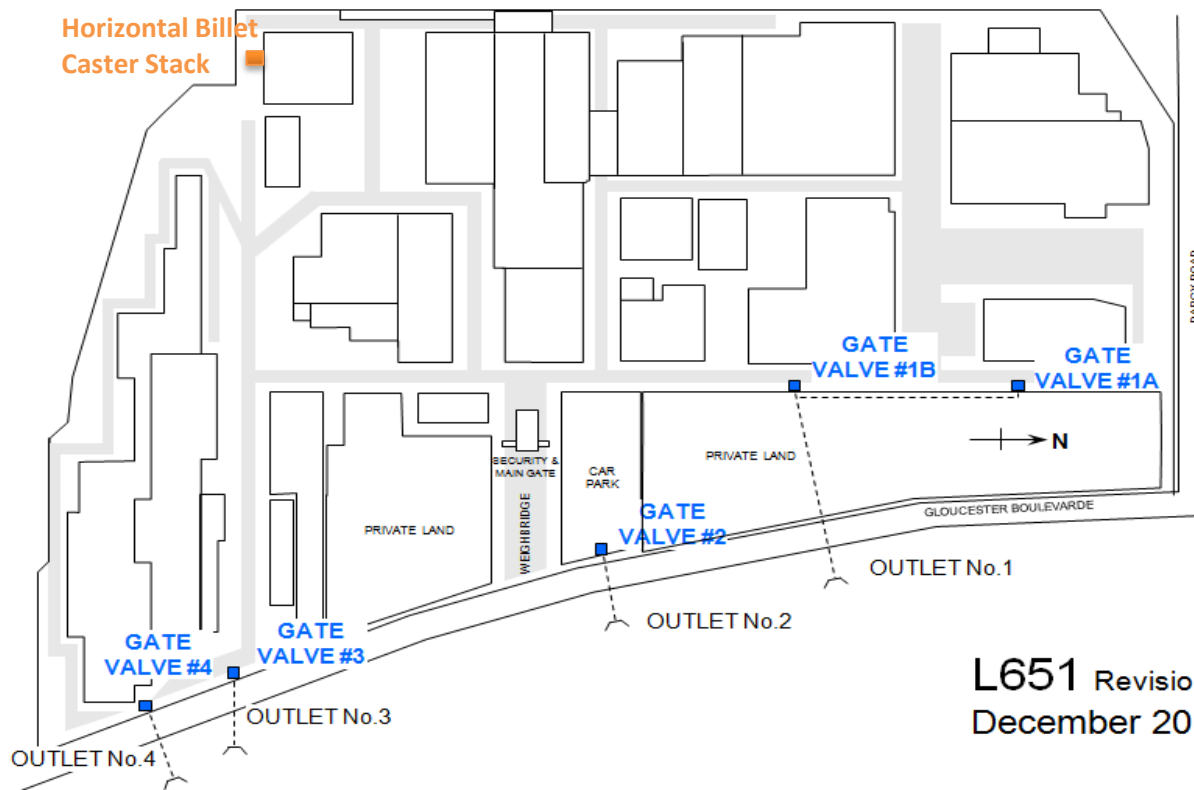 Horizontal Billet
Caster Stack
DARCY ROAD
GATE
VALVE #1B
GATE
VALVE #1A
N
SECURITY &
MAIN GATE
CAR
PARK
PRIVATE LAND
WEIGHBRIDGE
PRIVATE LAND
GATE
VALVE #2
GLOUCESTER BOULEVARDE
OUTLET No.1
OUTLET No.2
GATE
VALVE #3
GATE
VALVE #4
OUTLET No.3
OUTLET No.4
L651 Revisio
December 20